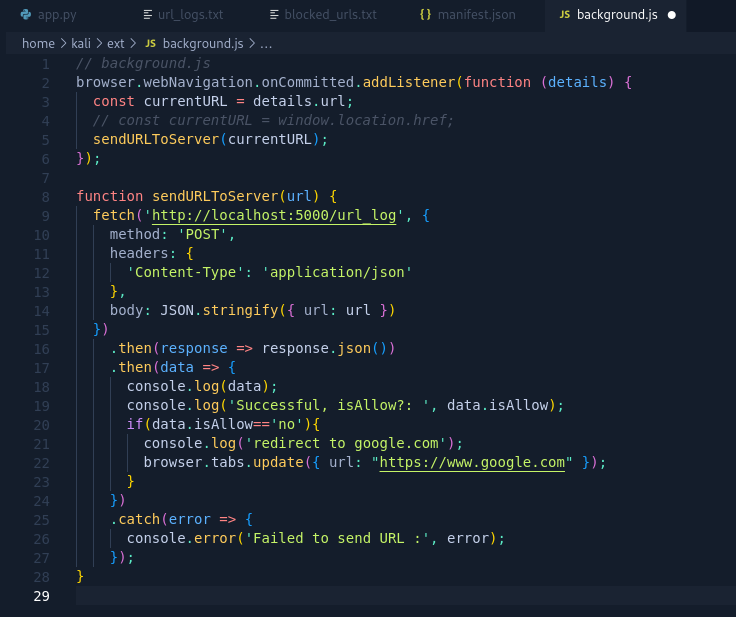 app.py url_logs.txt blocked_urls.txt {} manifest.json JS background.js
home > kali > ext > JS background.js > ...
1 // background.js
2 browser.webNavigation.onCommitted.addListener(function (details) {
3   const currentURL = details.url;
4   // const currentURL = window.location.href;
5   sendURLToServer(currentURL);
6 });
7
8 function sendURLToServer(url) {
9   fetch('http://localhost:5000/url_log', {
10     method: 'POST',
11     headers: {
12       'Content-Type': 'application/json'
13     },
14     body: JSON.stringify({ url: url })
15   })
16     .then(response => response.json())
17     .then(data => {
18       console.log(data);
19       console.log('Successful, isAllow?: ', data.isAllow);
20       if(data.isAllow=='no'){
21         console.log('redirect to google.com');
22         browser.tabs.update({ url: "https://www.google.com" });
23       }
24     })
25     .catch(error => {
26       console.error('Failed to send URL :', error);
27     });
28 }
29